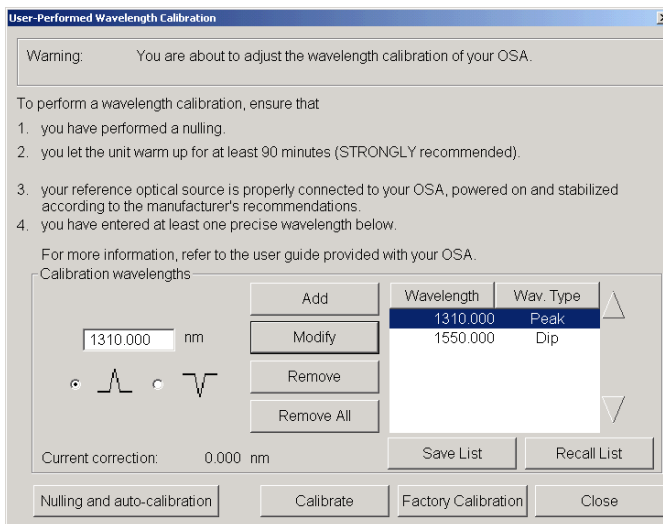 User-Performed Wavelength Calibration
Warning: You are about to adjust the wavelength calibration of your OSA.
To perform a wavelength calibration, ensure that
1. you have performed a nulling.
2. you let the unit warm up for at least 90 minutes (STRONGLY recommended).
3. your reference optical source is properly connected to your OSA, powered on and stabilized
according to the manufacturer's recommendations.
4. you have entered at least one precise wavelength below.
For more information, refer to the user guide provided with your OSA.
Calibration wavelengths
Add
Wavelength Wav. Type
1310.000 Peak
1310.000 nm
Modify
1550.000 Dip
Remove
Remove All
Current correction: 0.000 nm
Save List
Recall List
Nulling and auto-calibration
Calibrate
Factory Calibration
Close